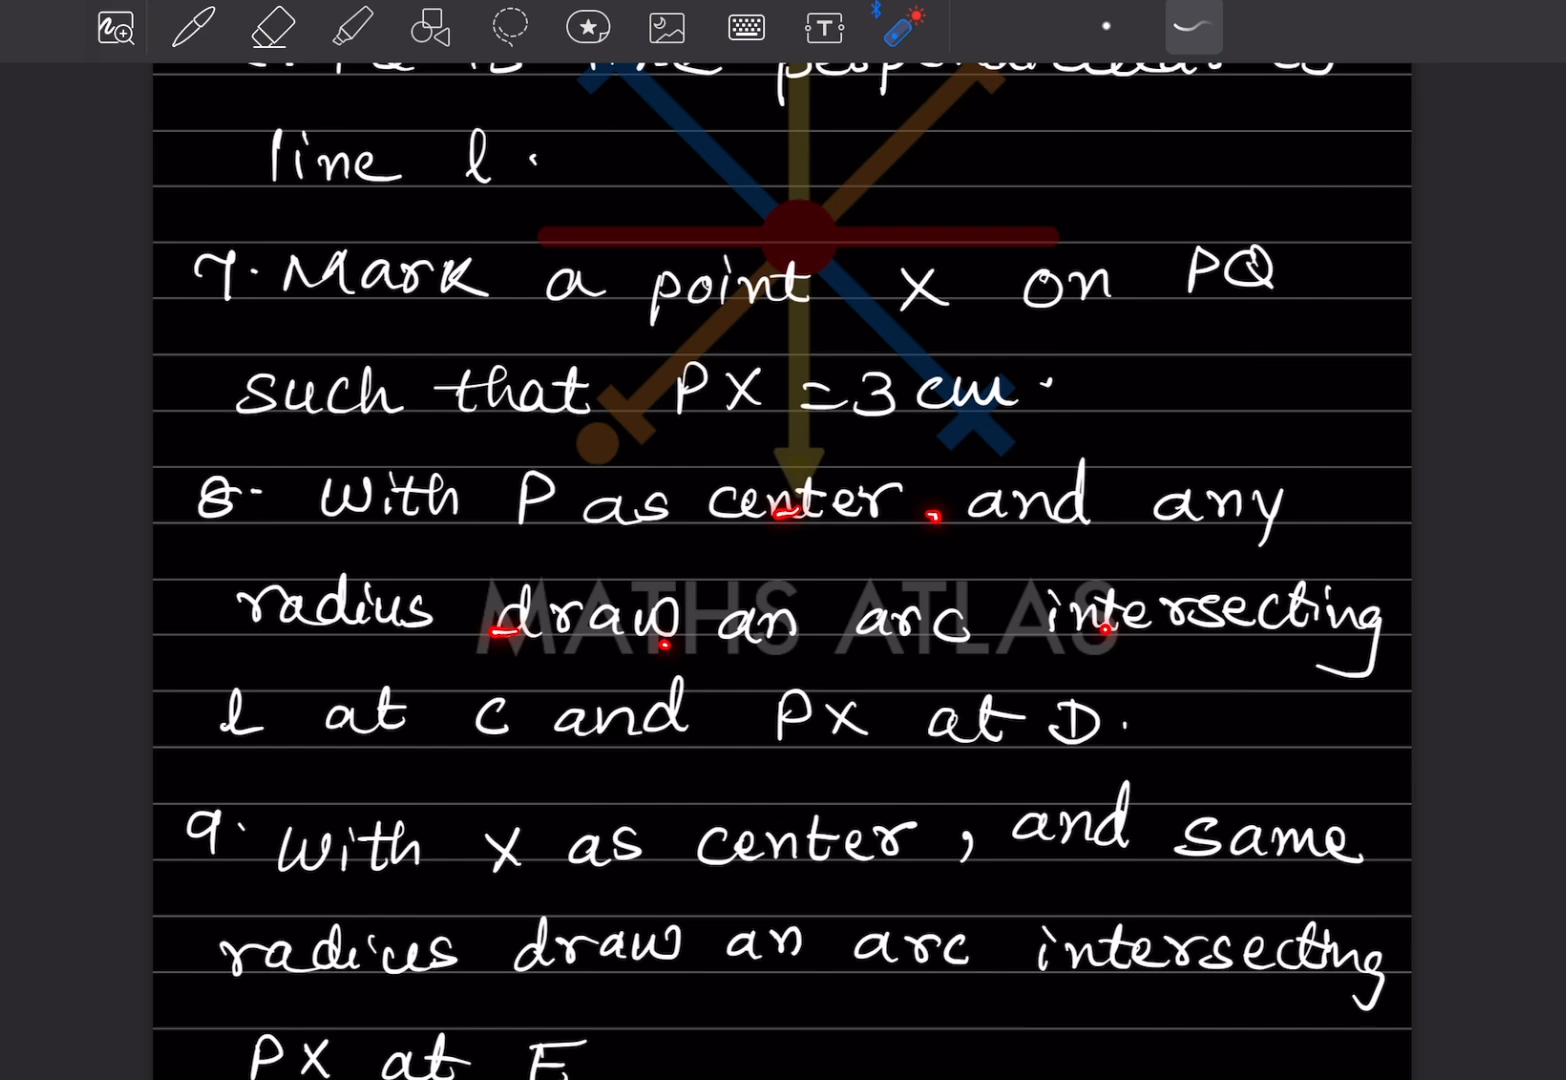 line l.
7. Mark a point X on PQ
such that PX = 3 cm.
8. With P as center, and any
radius draw an arc intersecting
l at C and PX at D.
MATHS ATLAS
9. With X as center, and same
radius draw an arc intersecting
PX at E